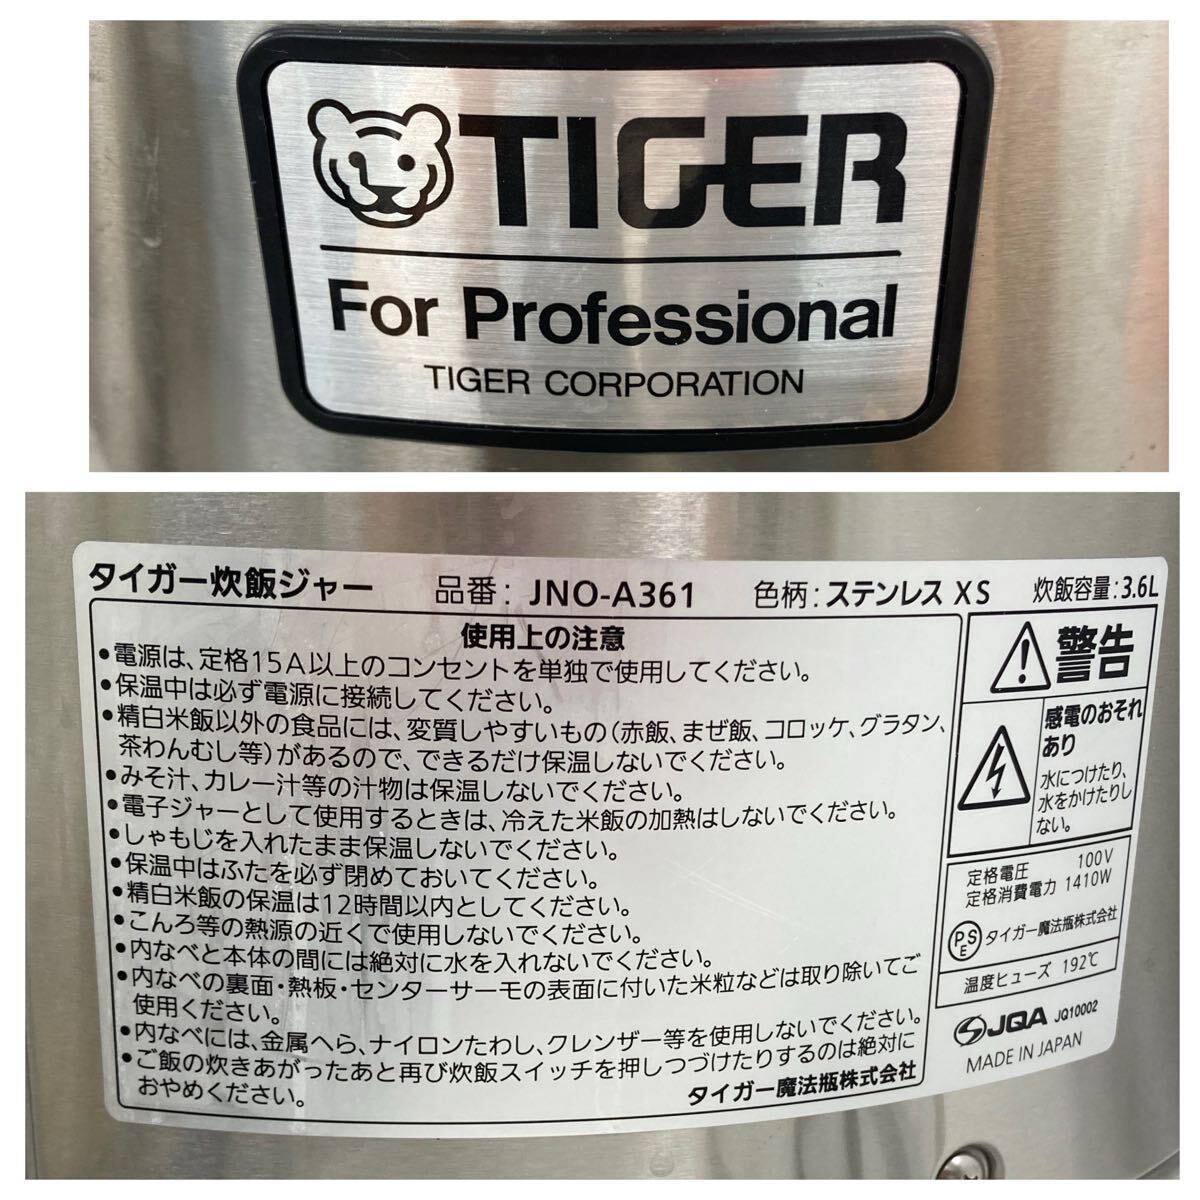 TIGER
For Professional
TIGER CORPORATION
タイガー炊飯ジャー 品番:JNO-A361 色柄:ステンレス XS 炊飯容量:3.6L
使用上の注意
•電源は、定格15A以上のコンセントを単独で使用してください。
•保温中は必ず電源に接続してください。
•精白米飯以外の食品には、変質しやすいもの(赤飯、まぜ飯、コロッケ、グラタン、
茶わんむし等)があるので、できるだけ保温しないでください。
•みそ汁、カレー汁等の汁物は保温しないでください。
•電子ジャーとして使用するときは、冷えた米飯の加熱はしないでください。
•しゃもじを入れたまま保温しないでください。
•保温中はふたを必ず閉めておいてください。
•精白米飯の保温は12時間以内としてください。
•こんろ等の熱源の近くで使用しないでください。
•内なべと本体の間には絶対に水を入れないでください。
•内なべの裏面・熱板・センターサーモの表面に付いた米粒などは取り除いてご
使用ください。
•内なべには、金属へら、ナイロンたわし、クレンザー等を使用しないでください。
•ご飯の炊きあがったあと再び炊飯スイッチを押しつづけたりするのは絶対に
おやめください。
タイガー魔法瓶株式会社
警告
感電のおそれ
あり
水につけたり、
水をかけたりし
ない。
定格電圧 100V
定格消費電力 1410W
PSE タイガー魔法瓶株式会社
温度ヒューズ 192℃
JQA JQ10002
MADE IN JAPAN